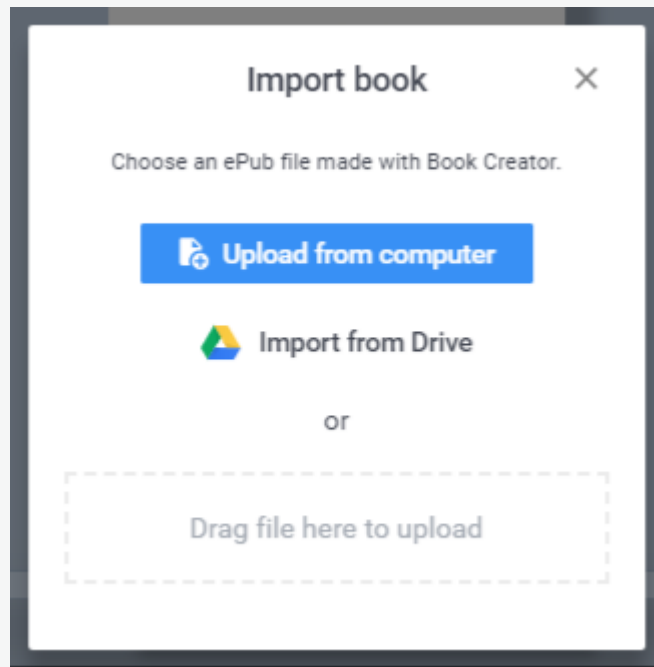 Import book
Choose an ePub file made with Book Creator.
Upload from computer
Import from Drive
or
Drag file here to upload